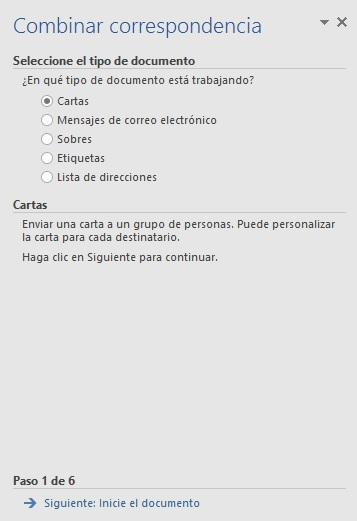 Combinar correspondencia
Seleccione el tipo de documento
¿En qué tipo de documento está trabajando?
Cartas
Mensajes de correo electrónico
Sobres
Etiquetas
Lista de direcciones
Cartas
Enviar una carta a un grupo de personas. Puede personalizar
la carta para cada destinatario.
Haga clic en Siguiente para continuar.
Paso 1 de 6
Siguiente: Inicie el documento